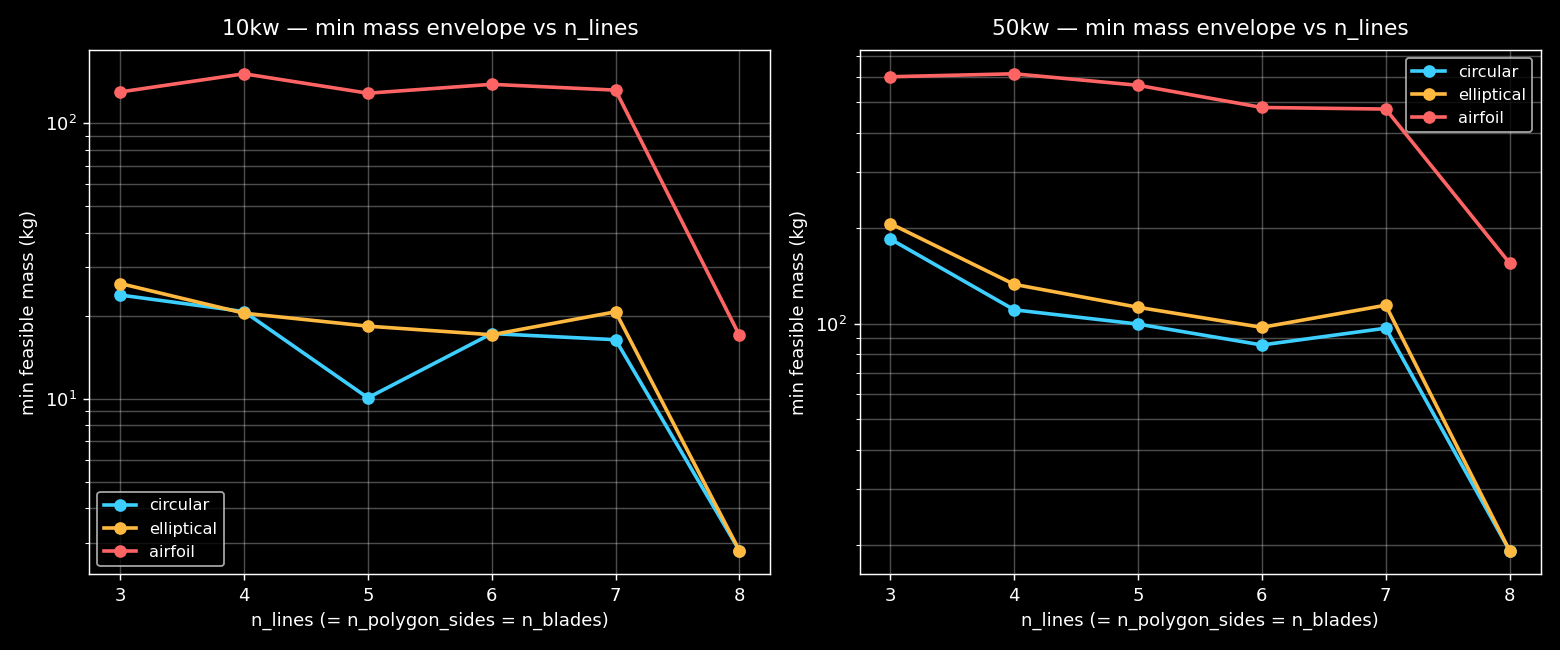 10kw — min mass envelope vs n_lines
min feasible mass (kg)
10²
10¹
circular
elliptical
airfoil
3 4 5 6 7 8
n_lines (= n_polygon_sides = n_blades)
50kw — min mass envelope vs n_lines
min feasible mass (kg)
10²
circular
elliptical
airfoil
3 4 5 6 7 8
n_lines (= n_polygon_sides = n_blades)